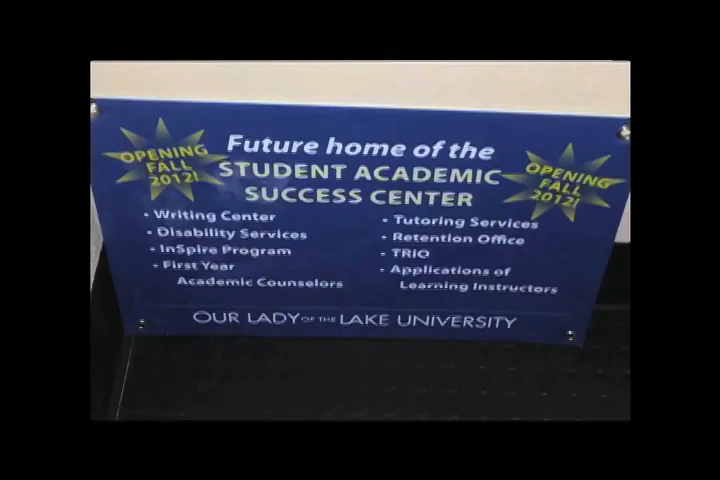 OPENING
FALL
2012!
Future home of the
STUDENT ACADEMIC
SUCCESS CENTER
OPENING
FALL
2012!
- Writing Center
- Disability Services
- InSpire Program
- First Year
Academic Counselors
- Tutoring Services
- Retention Office
- TRIO
- Applications of
Learning Instructors
OUR LADY OF THE LAKE UNIVERSITY